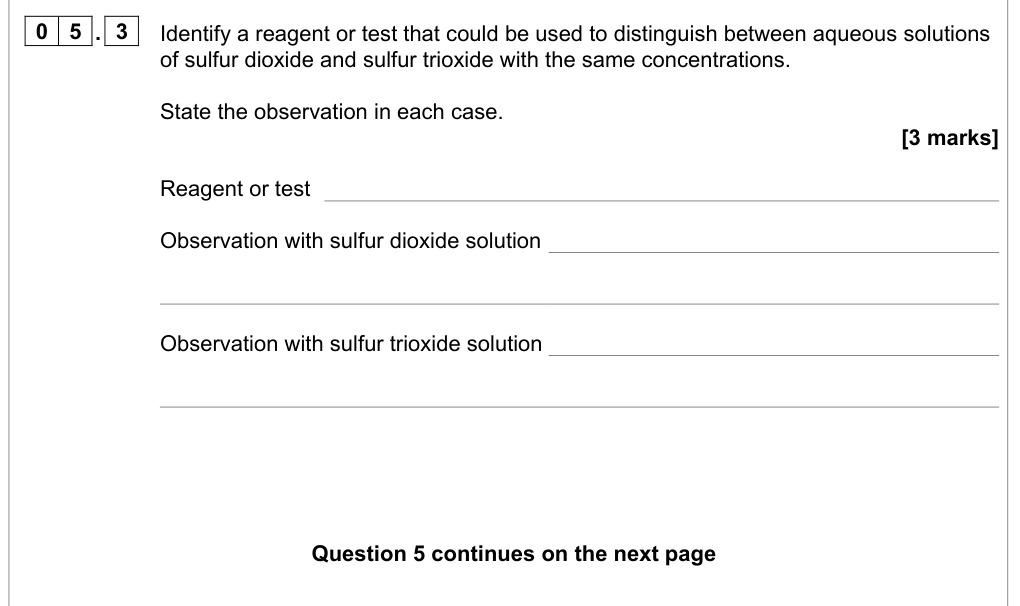 0 5 . 3 Identify a reagent or test that could be used to distinguish between aqueous solutions
of sulfur dioxide and sulfur trioxide with the same concentrations.
State the observation in each case.
[3 marks]
Reagent or test
Observation with sulfur dioxide solution
Observation with sulfur trioxide solution
Question 5 continues on the next page